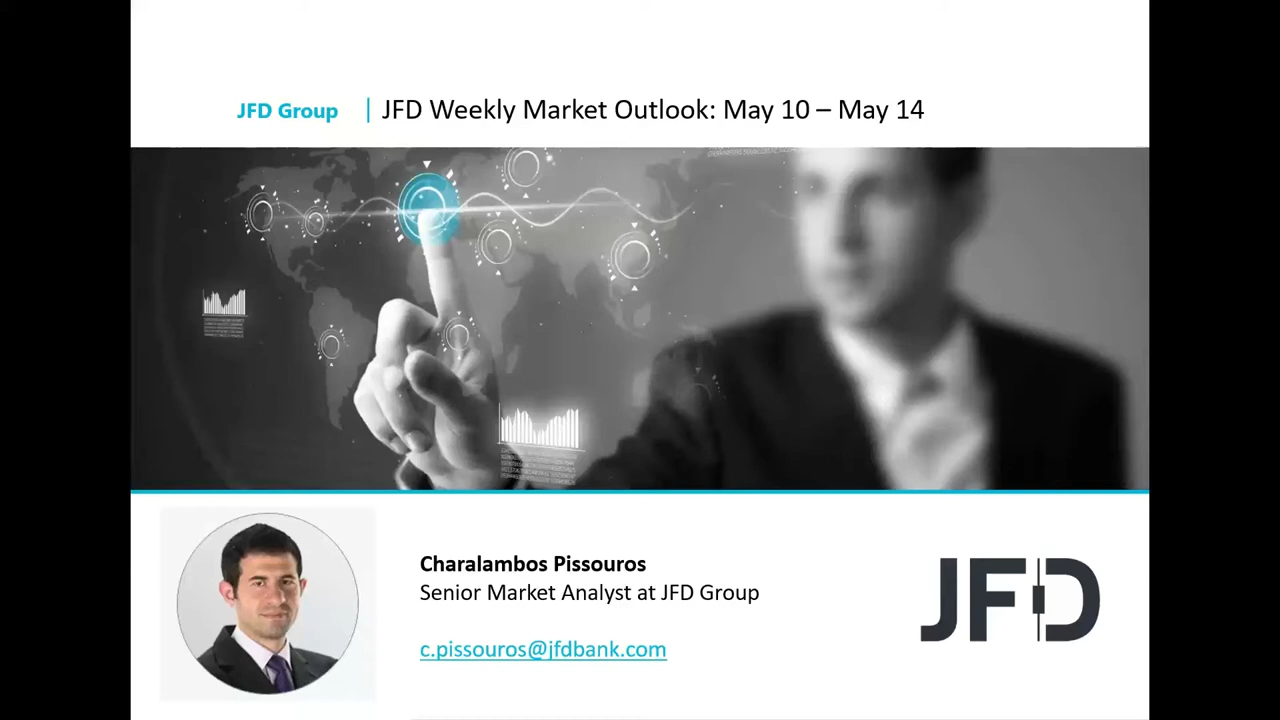 JFD Group | JFD Weekly Market Outlook: May 10 – May 14
Charalambos Pissouros
Senior Market Analyst at JFD Group
c.pissouros@jfdbank.com
JFD